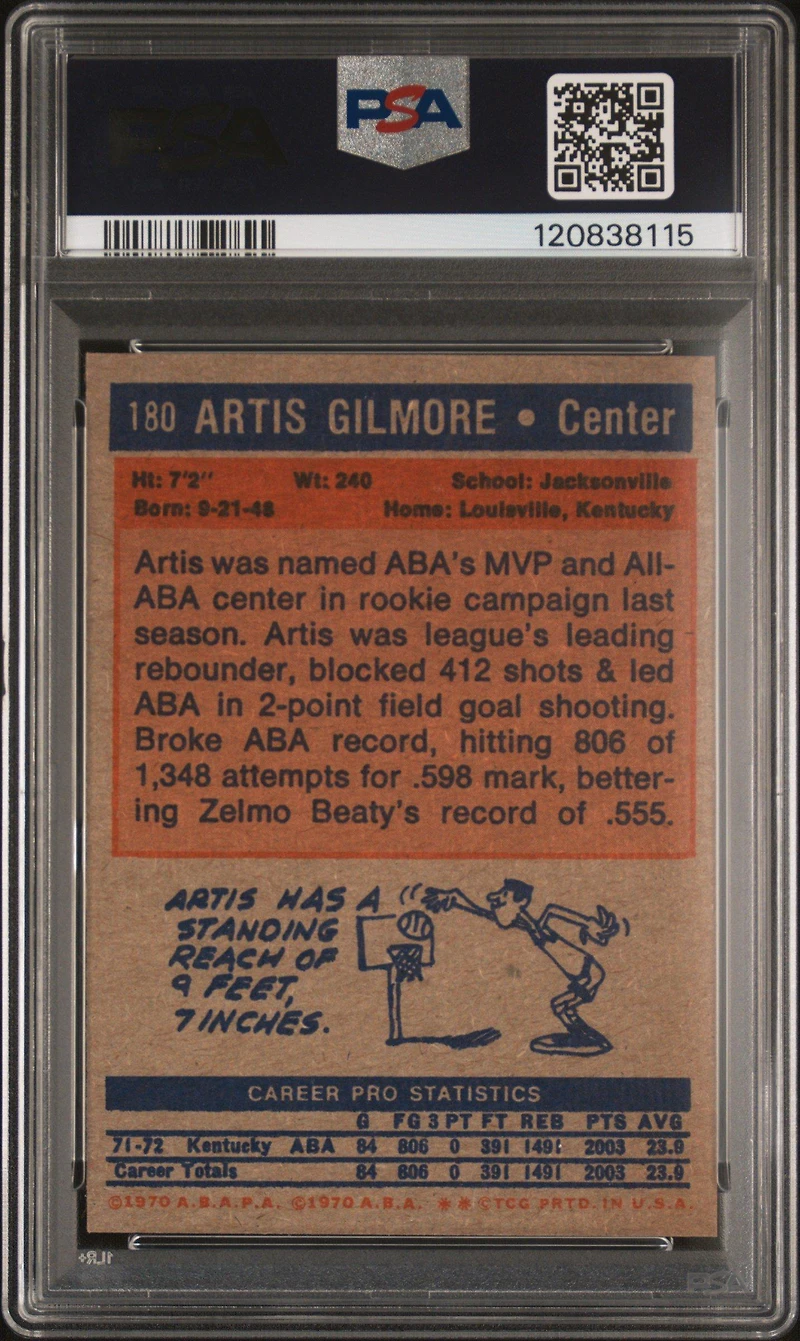 PSA
120838115
180 ARTIS GILMORE • Center
Ht: 7'2" Wt: 240 School: Jacksonville
Born: 9-21-48 Home: Louisville, Kentucky
Artis was named ABA's MVP and All-
ABA center in rookie campaign last
season. Artis was league's leading
rebounder, blocked 412 shots & led
ABA in 2-point field goal shooting.
Broke ABA record, hitting 806 of
1,348 attempts for .598 mark, better-
ing Zelmo Beaty's record of .555.
ARTIS HAS A
STANDING
REACH OF
9 FEET,
7 INCHES.
CAREER PRO STATISTICS
G FG 3 PT FT REB PTS AVG
71-72 Kentucky ABA 84 806 0 391 1491 2003 23.9
Career Totals 84 806 0 391 1491 2003 23.9
©1970 A.B.A.P.A. ©1970 A.B.A. ** ©TCG PRTD. IN U.S.A.
PSA